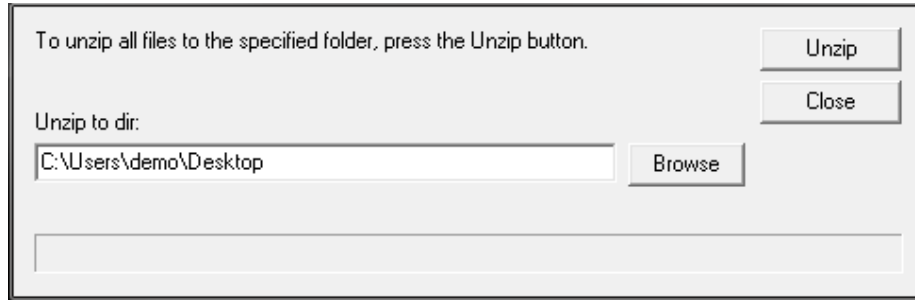 To unzip all files to the specified folder, press the Unzip button.
Unzip
Close
Unzip to dir:
C:\Users\demo\Desktop
Browse